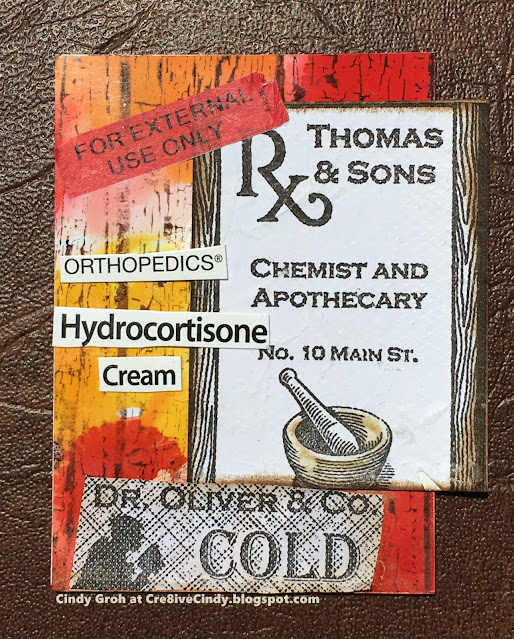 FOR EXTERNAL
USE ONLY
Rx THOMAS
& SONS
ORTHOPEDICS®
CHEMIST AND
APOTHECARY
Hydrocortisone
No. 10 MAIN ST.
Cream
DR. OLIVER & CO.
COLD
Cindy Groh at Cre8iveCindy.blogspot.com